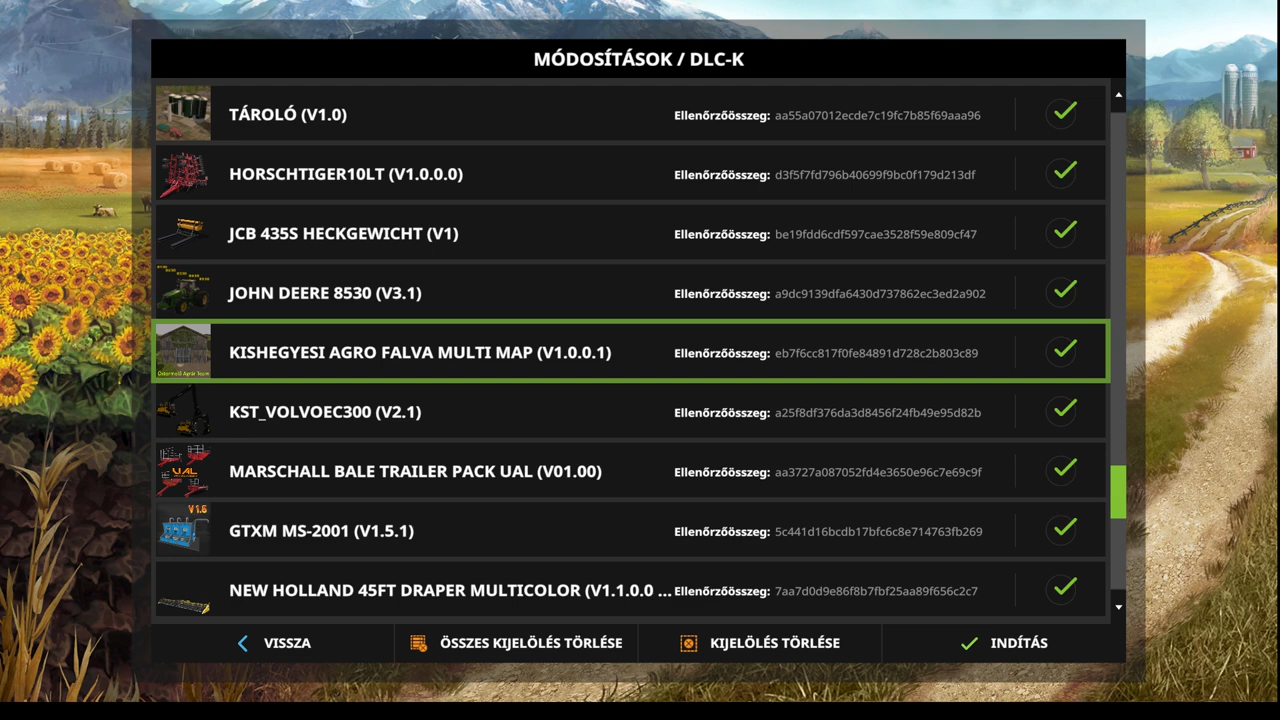 MÓDOSÍTÁSOK / DLC-K
TÁROLÓ (V1.0) Ellenőrzőösszeg: aa55a07012ecde7c19fc7b85f69aaa96
HORSCHTIGER10LT (V1.0.0.0) Ellenőrzőösszeg: d3f5f7fd796b40699f9bc0f179d213df
JCB 435S HECKGEWICHT (V1) Ellenőrzőösszeg: be19fdd6cdf597cae3528f59e809cf47
JOHN DEERE 8530 (V3.1) Ellenőrzőösszeg: a9dc9139dfa6430d737862ec3ed2a902
KISHEGYESI AGRO FALVA MULTI MAP (V1.0.0.1) Ellenőrzőösszeg: eb7f6cc817f0fe84891d728c2b803c89
KST_VOLVOEC300 (V2.1) Ellenőrzőösszeg: a25f8df376da3d8456f24fb49e95d82b
UAL
MARSCHALL BALE TRAILER PACK UAL (V01.00) Ellenőrzőösszeg: aa3727a087052fd4e3650e96c7e69c9f
GTXM MS-2001 (V1.5.1) Ellenőrzőösszeg: 5c441d16bcdb17bfc6c8e714763fb269
NEW HOLLAND 45FT DRAPER MULTICOLOR (V1.1.0.0 ... Ellenőrzőösszeg: 7aa7d0d9e86f8b7fbf25aa89f656c2c7
VISSZA ÖSSZES KIJELÖLÉS TÖRLÉSE KIJELÖLÉS TÖRLÉSE INDÍTÁS